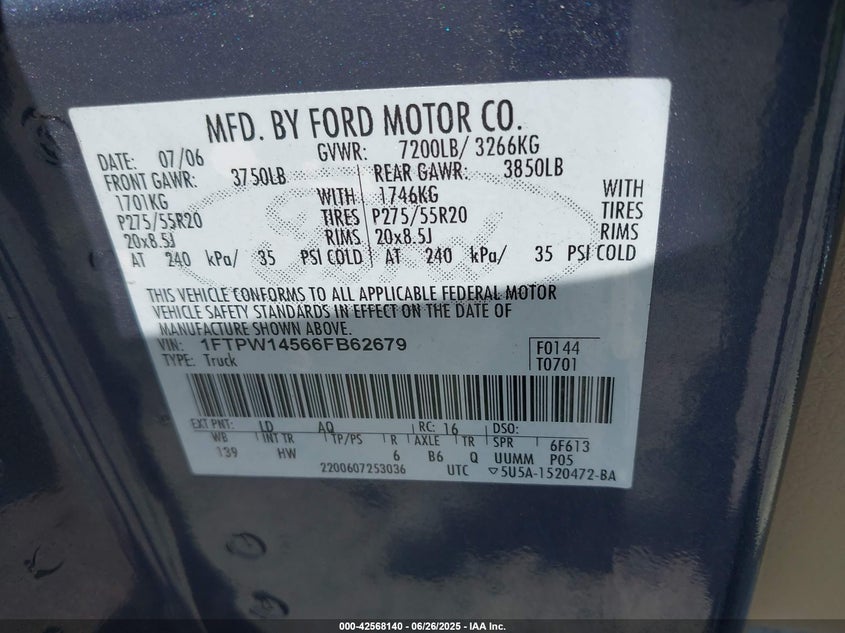 MFD. BY FORD MOTOR CO.
DATE: 07/06 GVWR: 7200LB/ 3266KG
FRONT GAWR: 3750LB REAR GAWR: 3850LB
1701KG WITH 1746KG WITH
P275/55R20 TIRES P275/55R20 TIRES
20x8.5J RIMS 20x8.5J RIMS
AT 240 kPa/ 35 PSI COLD AT 240 kPa/ 35 PSI COLD
THIS VEHICLE CONFORMS TO ALL APPLICABLE FEDERAL MOTOR
VEHICLE SAFETY STANDARDS IN EFFECT ON THE DATE OF
MANUFACTURE SHOWN ABOVE.
VIN: 1FTPW14566FB62679 F0144
TYPE: Truck T0701
EXT PNT: LD AQ RC: 16 DSO:
WB INT TR TP/PS R AXLE TR SPR 6F613
139 HW 6 B6 Q UUMM P05
2200607253036 UTC ▽5U5A-1520472-BA
000-42568140 - 06/26/2025 - IAA Inc.